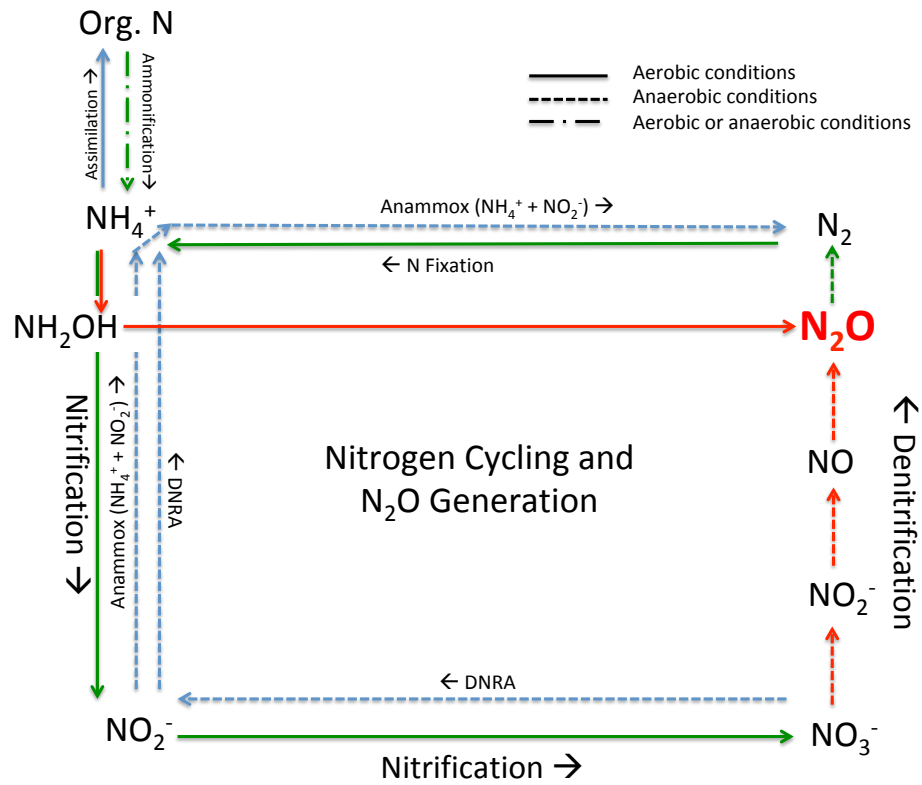 Org. N
Assimilation →
Ammonification→
Aerobic conditions
Anaerobic conditions
Aerobic or anaerobic conditions
NH₄⁺
Anammox (NH₄⁺ + NO₂⁻) →
N₂
← N Fixation
NH₂OH
N₂O
Nitrification →
Anammox (NH₄⁺ + NO₂⁻) →
← DNRA
Nitrogen Cycling and
N₂O Generation
NO
← Denitrification
NO₂⁻
← DNRA
NO₂⁻
NO₃⁻
Nitrification →